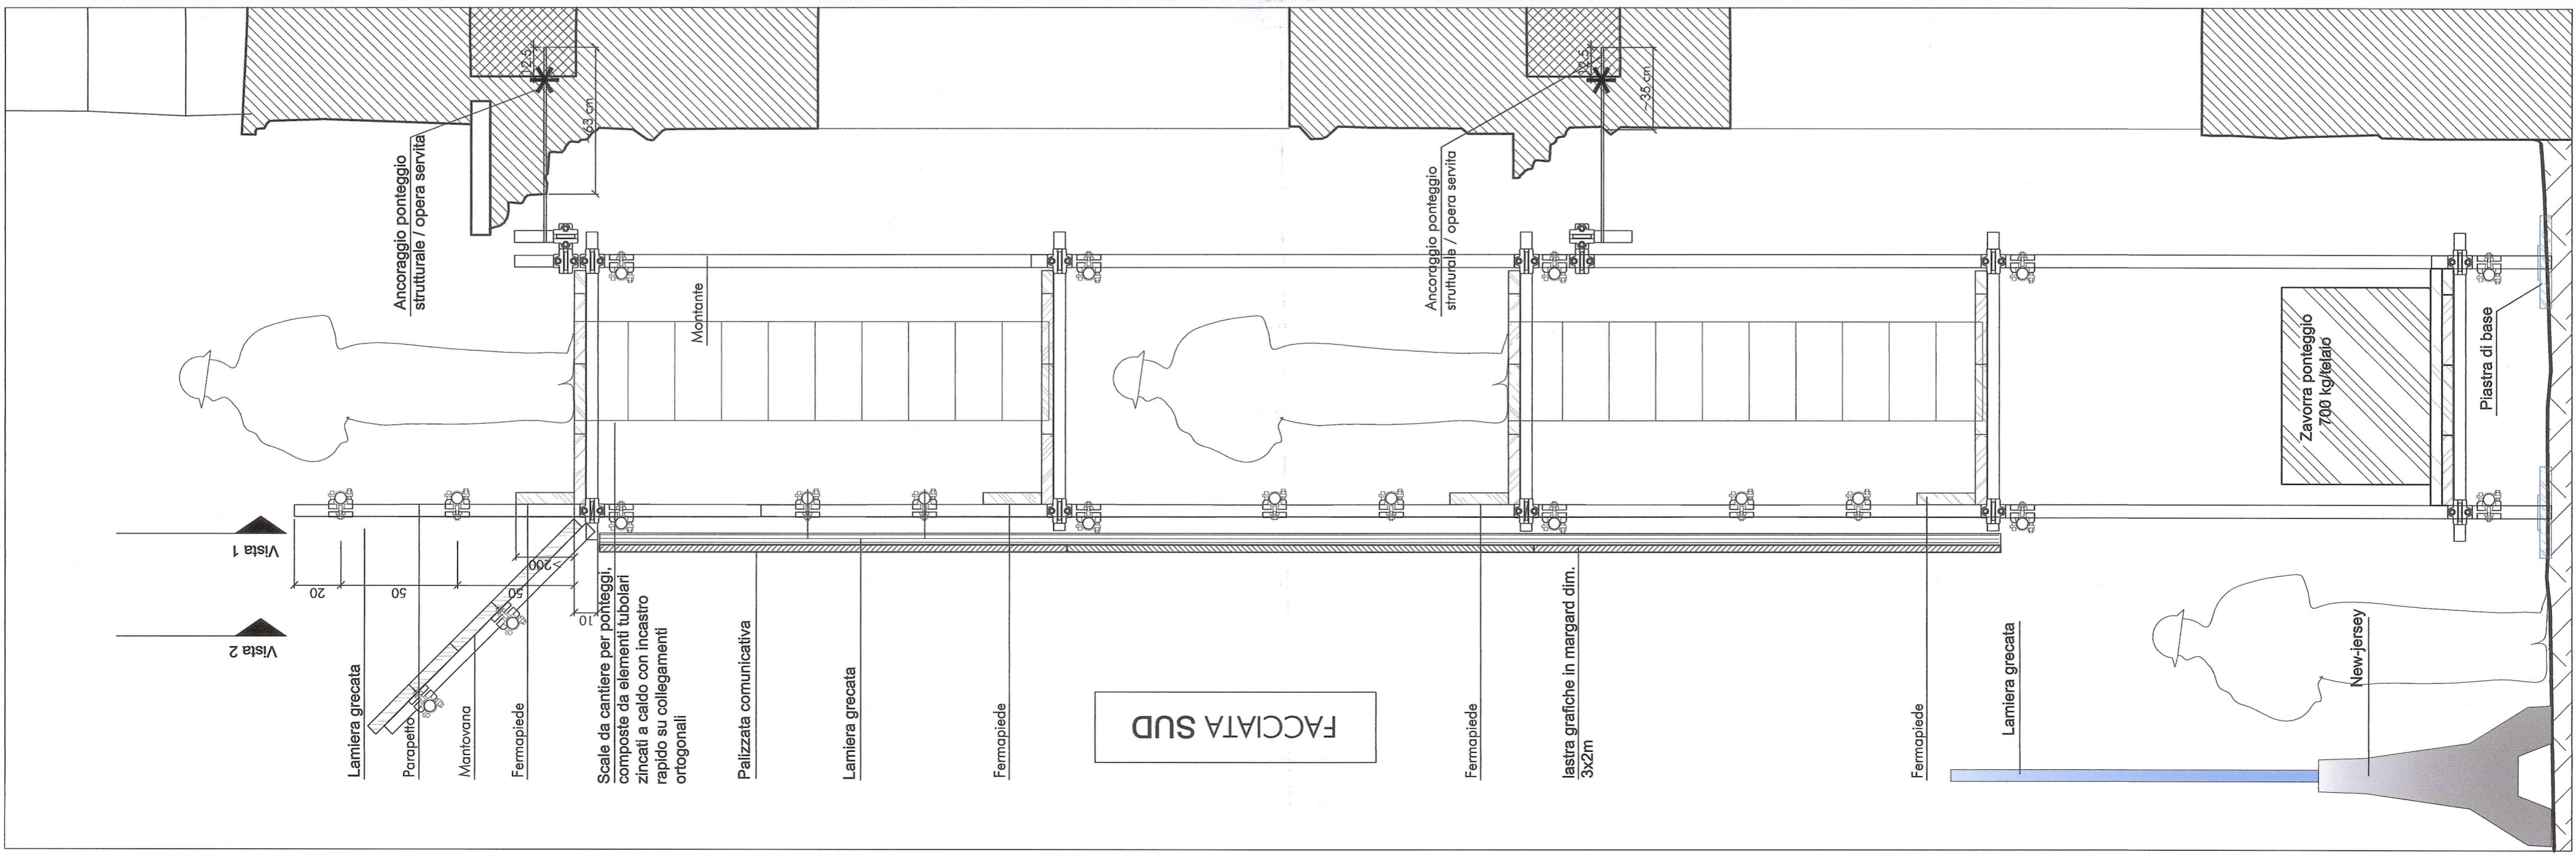 12.5
63 cm
Ancoraggio ponteggio
strutturale / opera servita
12.5
~35 cm
Ancoraggio ponteggio
strutturale / opera servita
Montante
Zavorra ponteggio
700 kg/telaio
Piastra di base
Vista 1
Vista 2
20
50
50
>200
10
Lamiera grecata
Parapetto
Mantovana
Fermapiede
Scale da cantiere per ponteggi,
composte da elementi tubolari
zincati a caldo con incastro
rapido su collegamenti
ortogonali
Palizzata comunicativa
Lamiera grecata
Fermapiede
FACCIATA SUD
Fermapiede
lastra grafiche in margard dim.
3x2m
Fermapiede
Lamiera grecata
New-jersey